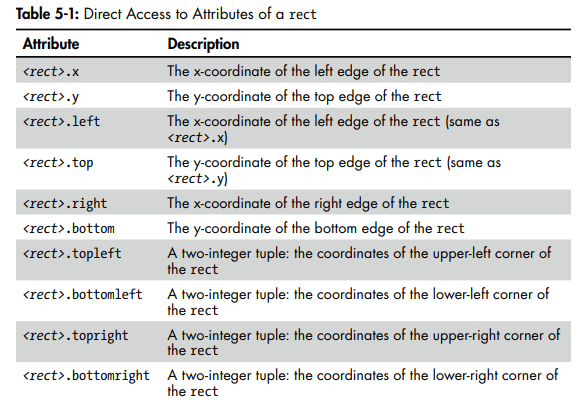 Table 5-1: Direct Access to Attributes of a rect
Attribute Description
<rect>.x The x-coordinate of the left edge of the rect
<rect>.y The y-coordinate of the top edge of the rect
<rect>.left The x-coordinate of the left edge of the rect (same as
<rect>.x)
<rect>.top The y-coordinate of the top edge of the rect (same as
<rect>.y)
<rect>.right The x-coordinate of the right edge of the rect
<rect>.bottom The y-coordinate of the bottom edge of the rect
<rect>.topleft A two-integer tuple: the coordinates of the upper-left corner of
the rect
<rect>.bottomleft A two-integer tuple: the coordinates of the lower-left corner of
the rect
<rect>.topright A two-integer tuple: the coordinates of the upper-right corner of
the rect
<rect>.bottomright A two-integer tuple: the coordinates of the lower-right corner of
the rect